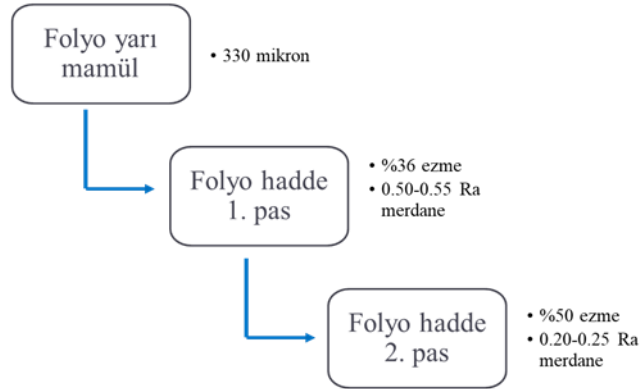 Folyo yarı
mamül
• 330 mikron
Folyo hadde
1. pas
• %36 ezme
• 0.50-0.55 Ra
merdane
Folyo hadde
2. pas
• %50 ezme
• 0.20-0.25 Ra
merdane